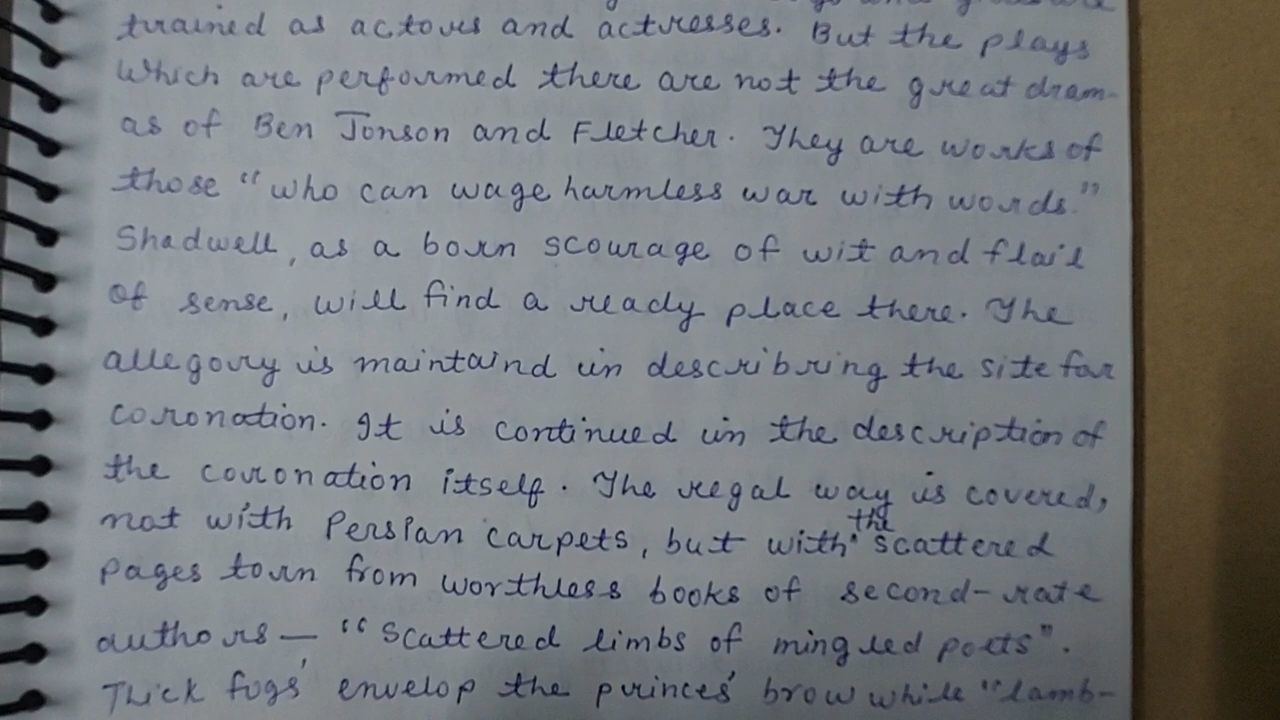 trained as actors and actresses. But the plays
Which are performed there are not the great dram-
as of Ben Jonson and Fletcher. They are works of
those "who can wage harmless war with words."
Shadwell, as a born scourage of wit and flail
of sense, will find a ready place there. The
allegory is maintaind in describring the site for
coronation. It is continued in the description of
the coronation itself. The regal way is covered,
not with Persian carpets, but with the scattered
pages torn from worthless books of second-rate
authors — "scattered limbs of mingled poets".
Thick fogs' envelop the princes' brow while "lamb-